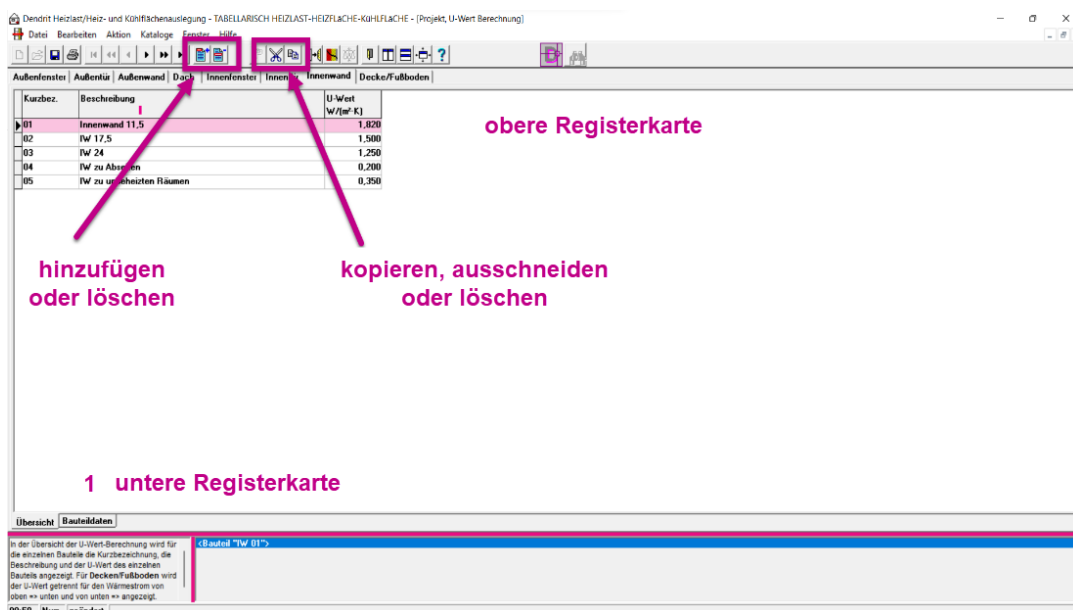 Dendrit Heizlast/Heiz- und Kühlflächenauslegung - TABELLARISCH HEIZLAST-HEIZFLäCHE-KüHLFLäCHE - [Projekt, U-Wert Berechnung]
Datei Bearbeiten Aktion Kataloge Fenster Hilfe
Außenfenster Außentür Außenwand Dach Innenfenster Innenwand Decke/Fußboden
Kurzbez. Beschreibung U-Wert
W/(m²·K)
01 Innenwand 11,5 1,820
02 IW 17,5 1,500
03 IW 24 1,250
04 IW zu 0,200
05 IW zu Räumen 0,350
obere Registerkarte
hinzufügen
oder löschen
kopieren, ausschneiden
oder löschen
1 untere Registerkarte
Übersicht Bauteildaten
In der Übersicht der U-Wert-Berechnung wird für
die einzelnen Bauteile die Kurzbezeichnung, die
Beschreibung und der U-Wert des einzelnen
Bauteils angezeigt. Für Decken/Fußboden wird
der U-Wert getrennt für den Wärmestrom von
oben => unten und von unten => angezeigt.
<Bauteil "IW 01">